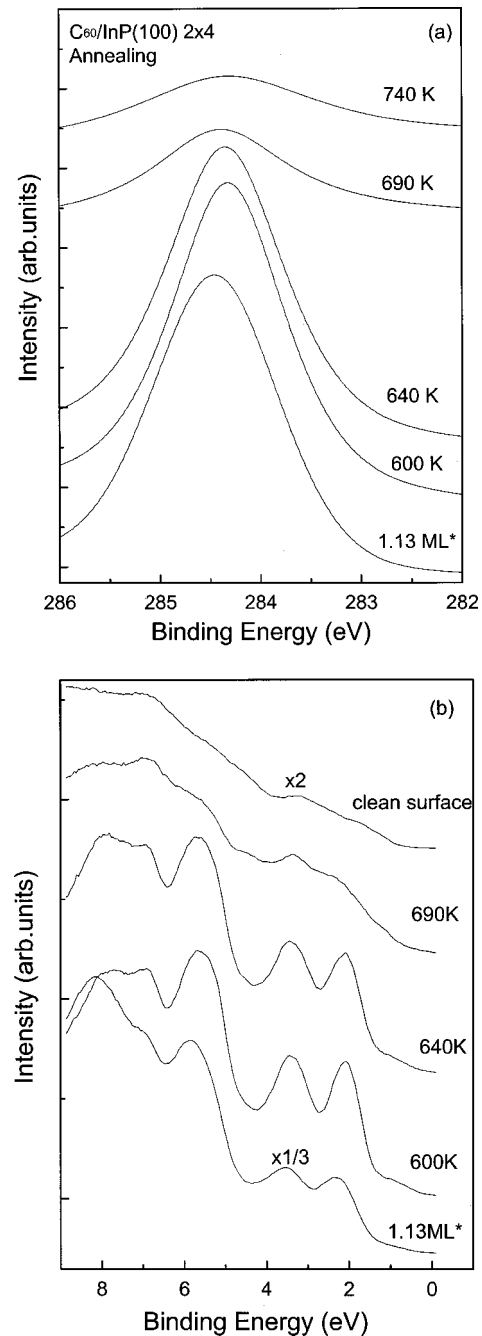 C60/InP(100) 2x4
Annealing
(a)
740 K
690 K
640 K
600 K
1.13 ML*
Intensity (arb.units)
286 285 284 283 282
Binding Energy (eV)
(b)
x2
clean surface
690K
640K
600K
x1/3
1.13ML*
Intensity (arb.units)
8 6 4 2 0
Binding Energy (eV)